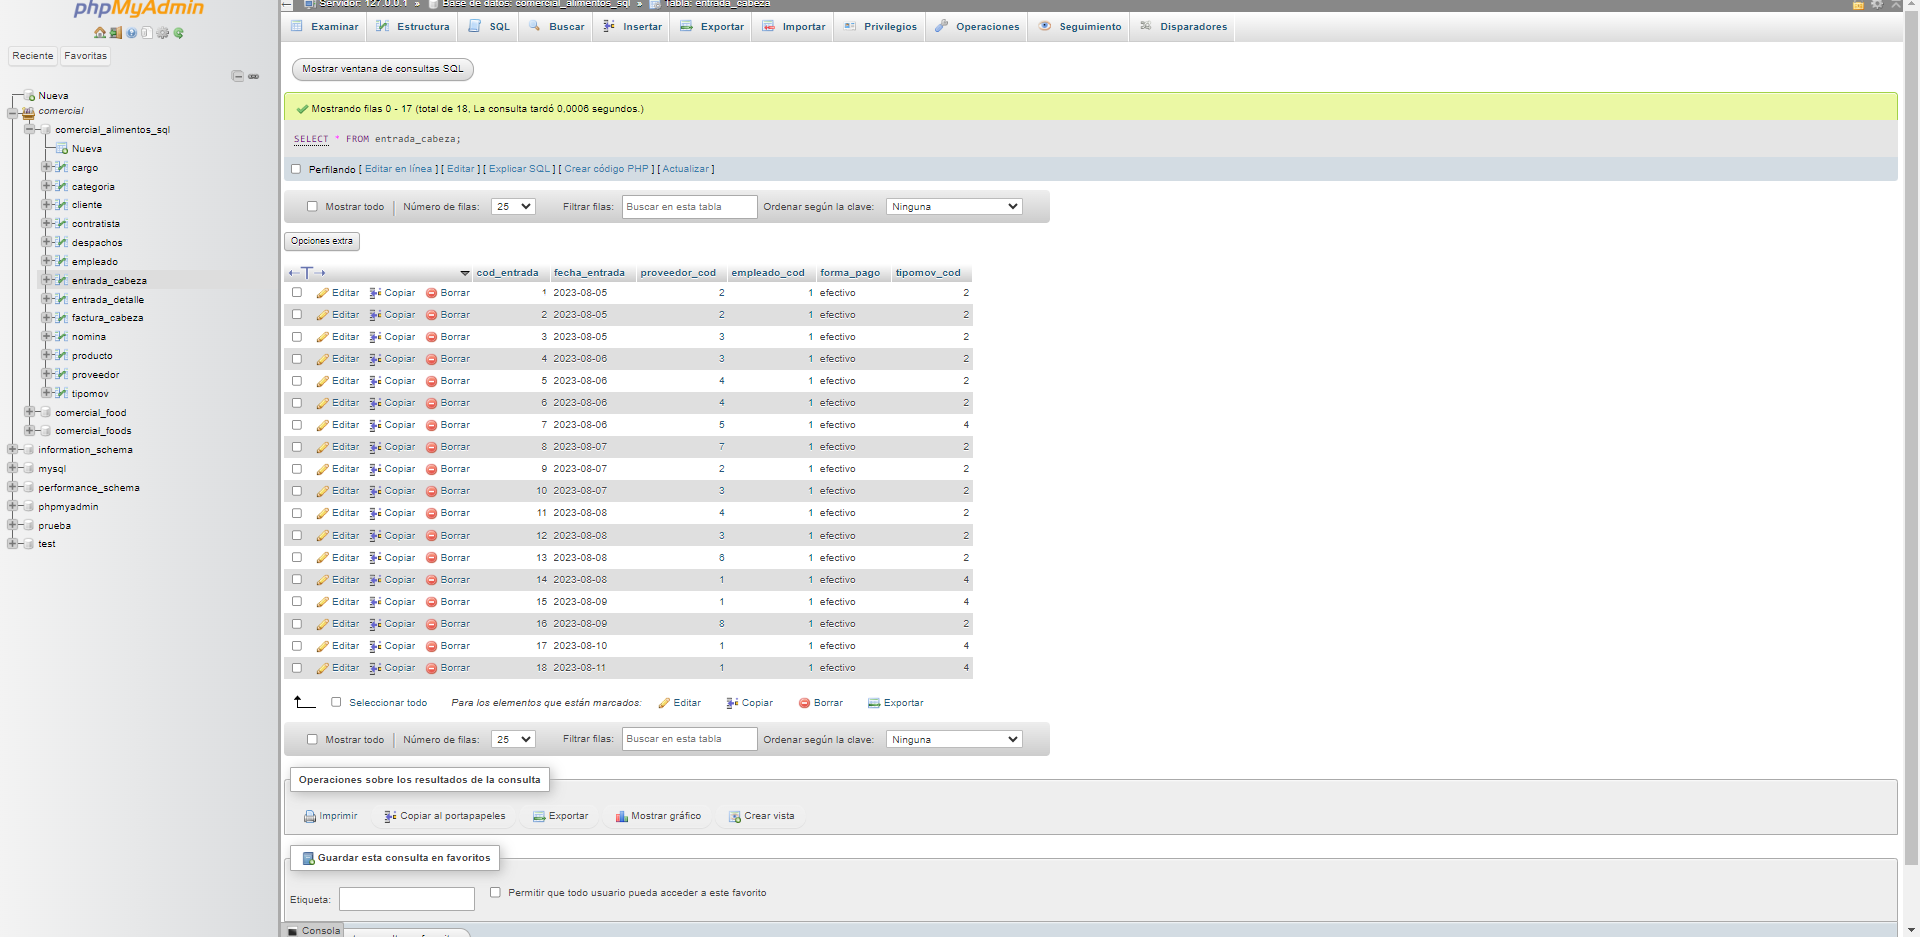 phpMyAdmin
Reciente Favoritas
Nueva
comercial
comercial_alimentos_sql
Nueva
cargo
categoria
cliente
contratista
despachos
empleado
entrada_cabeza
entrada_detalle
factura_cabeza
nomina
producto
proveedor
tipomov
comercial_food
comercial_foods
information_schema
mysql
performance_schema
phpmyadmin
prueba
test
Servidor: 127.0.0.1 » Base de datos: comercial_alimentos_sql » Tabla: entrada_cabeza
Examinar Estructura SQL Buscar Insertar Exportar Importar Privilegios Operaciones Seguimiento Disparadores
Mostrar ventana de consultas SQL
Mostrando filas 0 - 17 (total de 18, La consulta tardó 0,0006 segundos.)
SELECT * FROM entrada_cabeza;
Perfilando [ Editar en línea ] [ Editar ] [ Explicar SQL ] [ Crear código PHP ] [ Actualizar ]
Mostrar todo Número de filas: 25 Filtrar filas: Buscar en esta tabla Ordenar según la clave: Ninguna
Opciones extra
←T→ cod_entrada fecha_entrada proveedor_cod empleado_cod forma_pago tipomov_cod
Editar Copiar Borrar 1 2023-08-05 2 1 efectivo 2
Editar Copiar Borrar 2 2023-08-05 2 1 efectivo 2
Editar Copiar Borrar 3 2023-08-05 3 1 efectivo 2
Editar Copiar Borrar 4 2023-08-06 3 1 efectivo 2
Editar Copiar Borrar 5 2023-08-06 4 1 efectivo 2
Editar Copiar Borrar 6 2023-08-06 4 1 efectivo 2
Editar Copiar Borrar 7 2023-08-06 5 1 efectivo 4
Editar Copiar Borrar 8 2023-08-07 7 1 efectivo 2
Editar Copiar Borrar 9 2023-08-07 2 1 efectivo 2
Editar Copiar Borrar 10 2023-08-07 3 1 efectivo 2
Editar Copiar Borrar 11 2023-08-08 4 1 efectivo 2
Editar Copiar Borrar 12 2023-08-08 3 1 efectivo 2
Editar Copiar Borrar 13 2023-08-08 6 1 efectivo 2
Editar Copiar Borrar 14 2023-08-08 1 1 efectivo 4
Editar Copiar Borrar 15 2023-08-09 1 1 efectivo 4
Editar Copiar Borrar 16 2023-08-09 8 1 efectivo 2
Editar Copiar Borrar 17 2023-08-10 1 1 efectivo 4
Editar Copiar Borrar 18 2023-08-11 1 1 efectivo 4
Seleccionar todo Para los elementos que están marcados: Editar Copiar Borrar Exportar
Mostrar todo Número de filas: 25 Filtrar filas: Buscar en esta tabla Ordenar según la clave: Ninguna
Operaciones sobre los resultados de la consulta
Imprimir Copiar al portapapeles Exportar Mostrar gráfico Crear vista
Guardar esta consulta en favoritos
Etiqueta: Permitir que todo usuario pueda acceder a este favorito
Consola